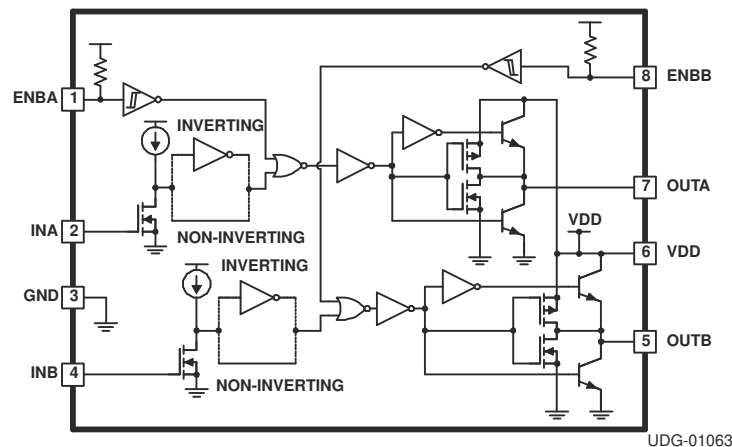 ENBA 1
8 ENBB
INVERTING
7 OUTA
INA 2
VDD
NON-INVERTING
6 VDD
INVERTING
GND 3
5 OUTB
INB 4
NON-INVERTING
UDG-01063